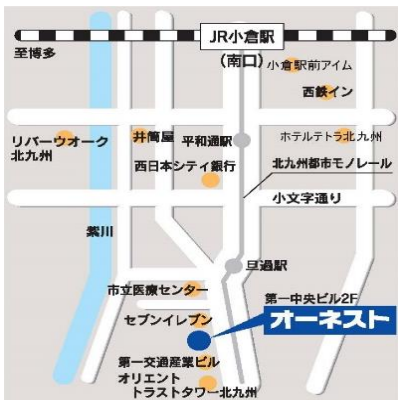 JR小倉駅
(南口)
至博多
小倉駅前アイム
西鉄イン
リバーウオーク
北九州
井筒屋
平和通駅
ホテルテトラ北九州
西日本シティ銀行
北九州都市モノレール
小文字通り
紫川
旦過駅
市立医療センター
第一中央ビル2F
オーネスト
セブンイレブン
第一交通産業ビル
オリエント
トラストタワー北九州